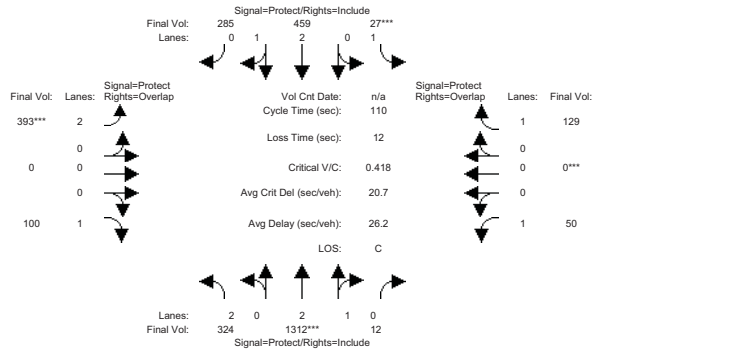 Signal=Protect/Rights=Include
Final Vol: 285 459 27***
Lanes: 0 1 2 0 1
Signal=Protect Signal=Protect
Final Vol: Lanes: Rights=Overlap Vol Cnt Date: n/a Rights=Overlap Lanes: Final Vol:
Cycle Time (sec): 110
393*** 2 1 129
Loss Time (sec): 12
0 0
0 0 Critical V/C: 0.418 0 0***
0 Avg Crit Del (sec/veh): 20.7 0
100 1 Avg Delay (sec/veh): 26.2 1 50
LOS: C
Lanes: 2 0 2 1 0
Final Vol: 324 1312*** 12
Signal=Protect/Rights=Include